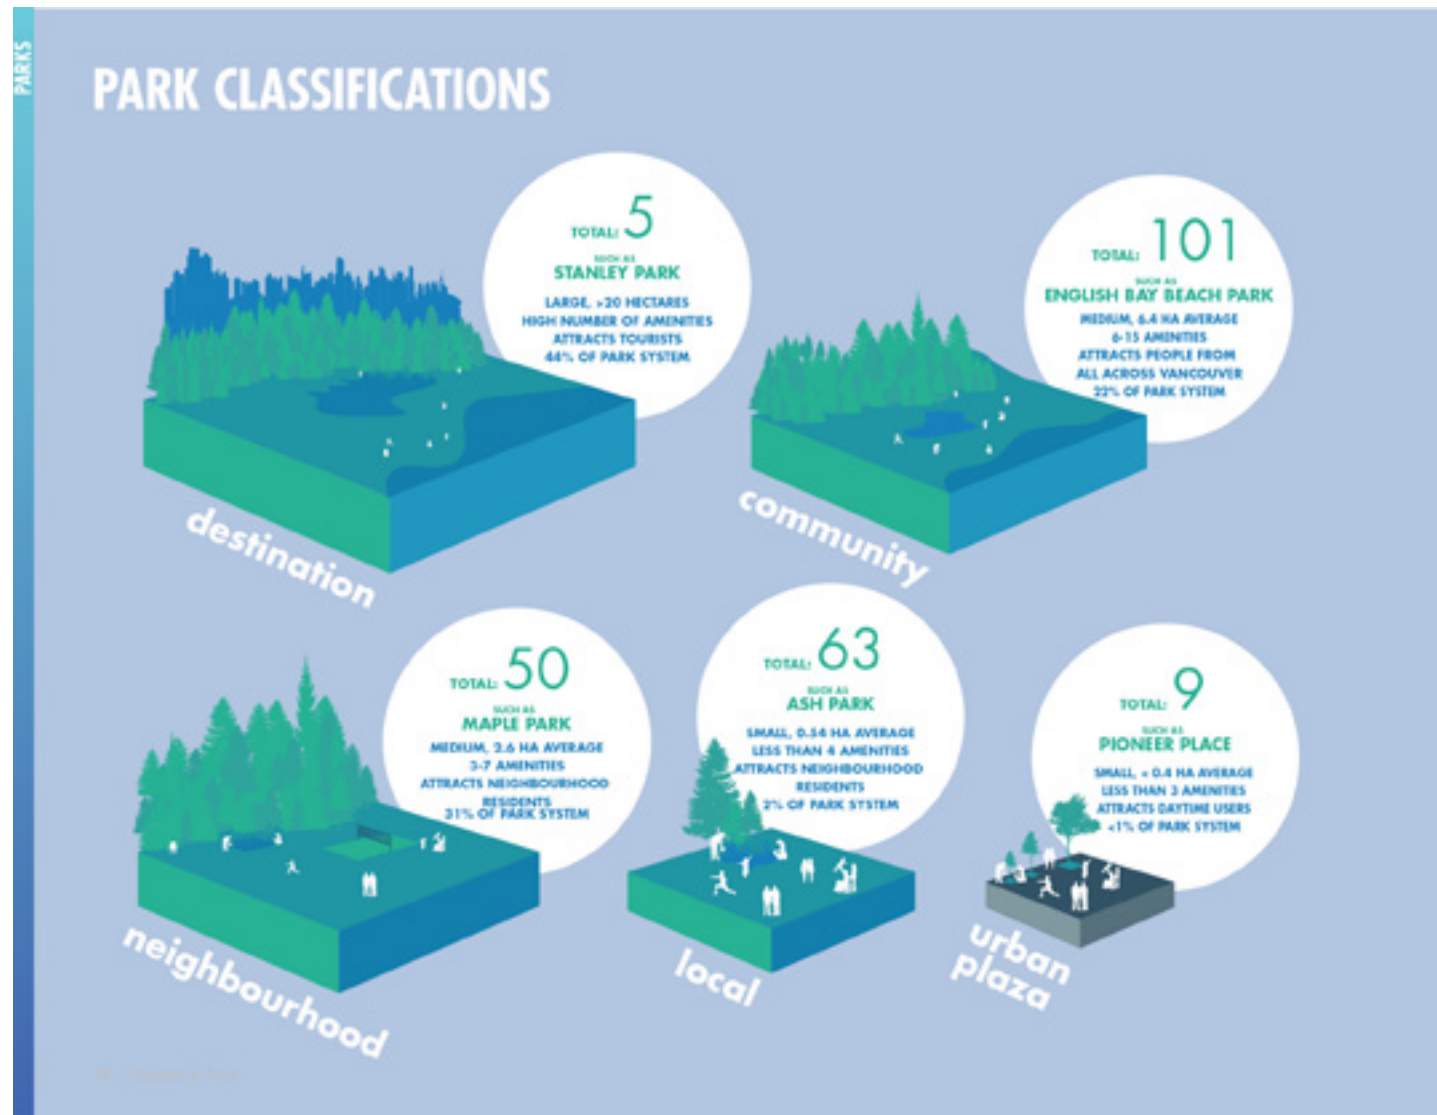 PARKS
PARK CLASSIFICATIONS
TOTAL: 5
SUCH AS
STANLEY PARK
LARGE, >20 HECTARES
HIGH NUMBER OF AMENITIES
ATTRACTS TOURISTS
44% OF PARK SYSTEM
destination
TOTAL: 101
SUCH AS
ENGLISH BAY BEACH PARK
MEDIUM, 6.4 HA AVERAGE
6-15 AMENITIES
ATTRACTS PEOPLE FROM
ALL ACROSS VANCOUVER
22% OF PARK SYSTEM
community
TOTAL: 50
SUCH AS
MAPLE PARK
MEDIUM, 2.6 HA AVERAGE
3-7 AMENITIES
ATTRACTS NEIGHBOURHOOD
RESIDENTS
31% OF PARK SYSTEM
neighbourhood
TOTAL: 63
SUCH AS
ASH PARK
SMALL, 0.54 HA AVERAGE
LESS THAN 4 AMENITIES
ATTRACTS NEIGHBOURHOOD
RESIDENTS
2% OF PARK SYSTEM
local
TOTAL: 9
SUCH AS
PIONEER PLACE
SMALL, < 0.4 HA AVERAGE
LESS THAN 3 AMENITIES
ATTRACTS DAYTIME USERS
<1% OF PARK SYSTEM
urban
plaza